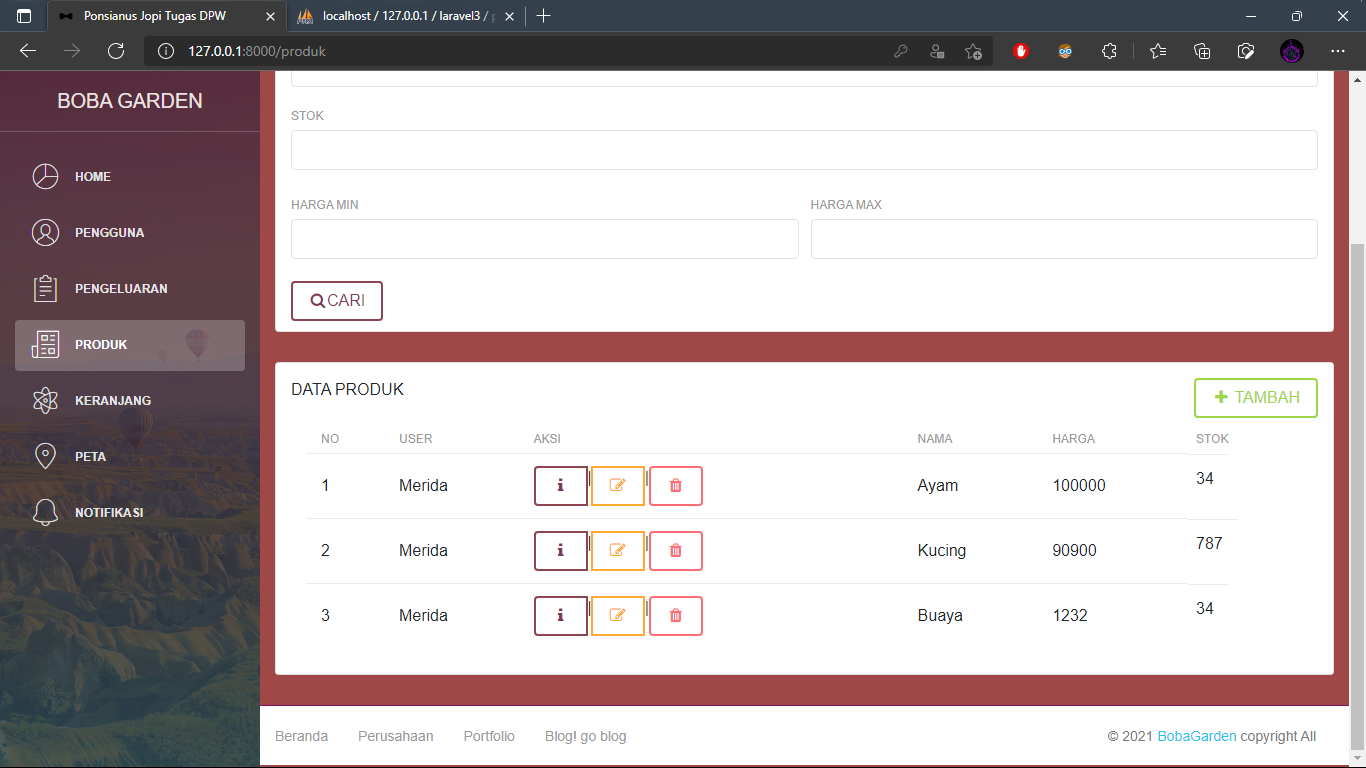 Ponsianus Jopi Tugas DPW
localhost / 127.0.0.1 / laravel3 /
127.0.0.1:8000/produk
BOBA GARDEN
HOME
PENGGUNA
PENGELUARAN
PRODUK
KERANJANG
PETA
NOTIFIKASI
STOK
HARGA MIN HARGA MAX
CARI
DATA PRODUK
TAMBAH
NO USER AKSI NAMA HARGA STOK
1 Merida Ayam 100000 34
2 Merida Kucing 90900 787
3 Merida Buaya 1232 34
Beranda Perusahaan Portfolio Blog! go blog
© 2021 BobaGarden copyright All